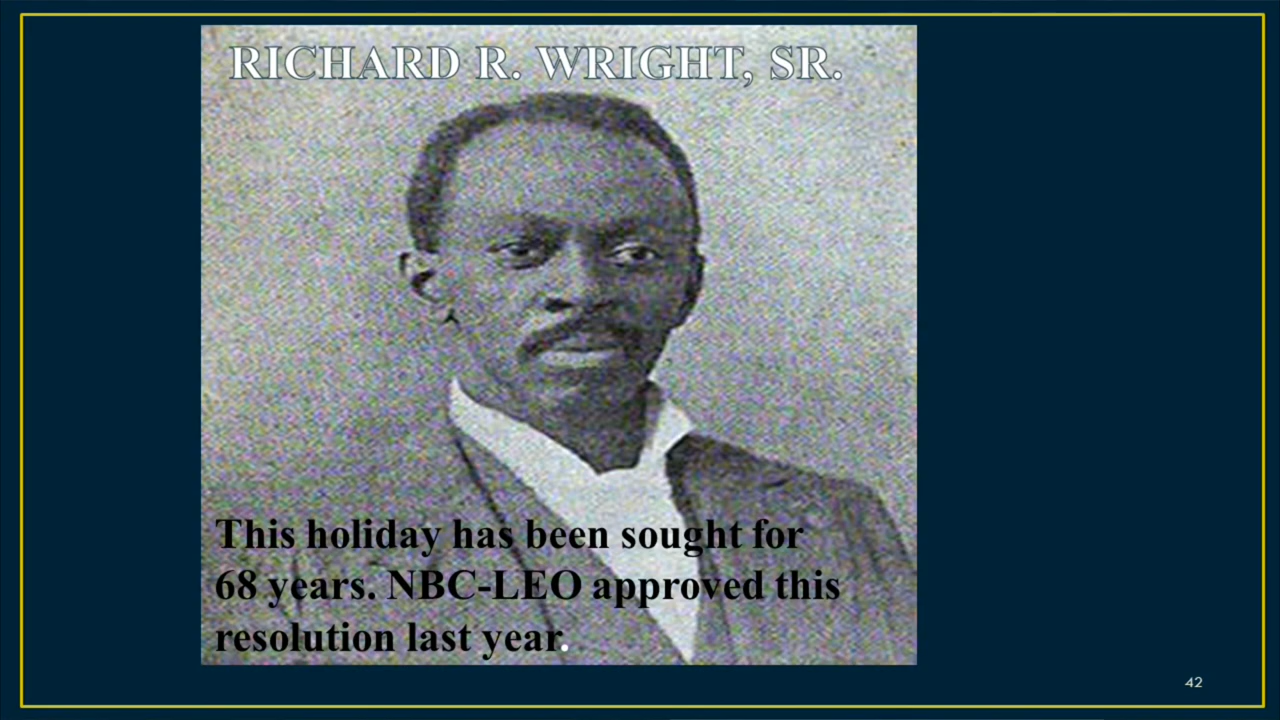 RICHARD R. WRIGHT, SR.
This holiday has been sought for
68 years. NBC-LEO approved this
resolution last year.
42